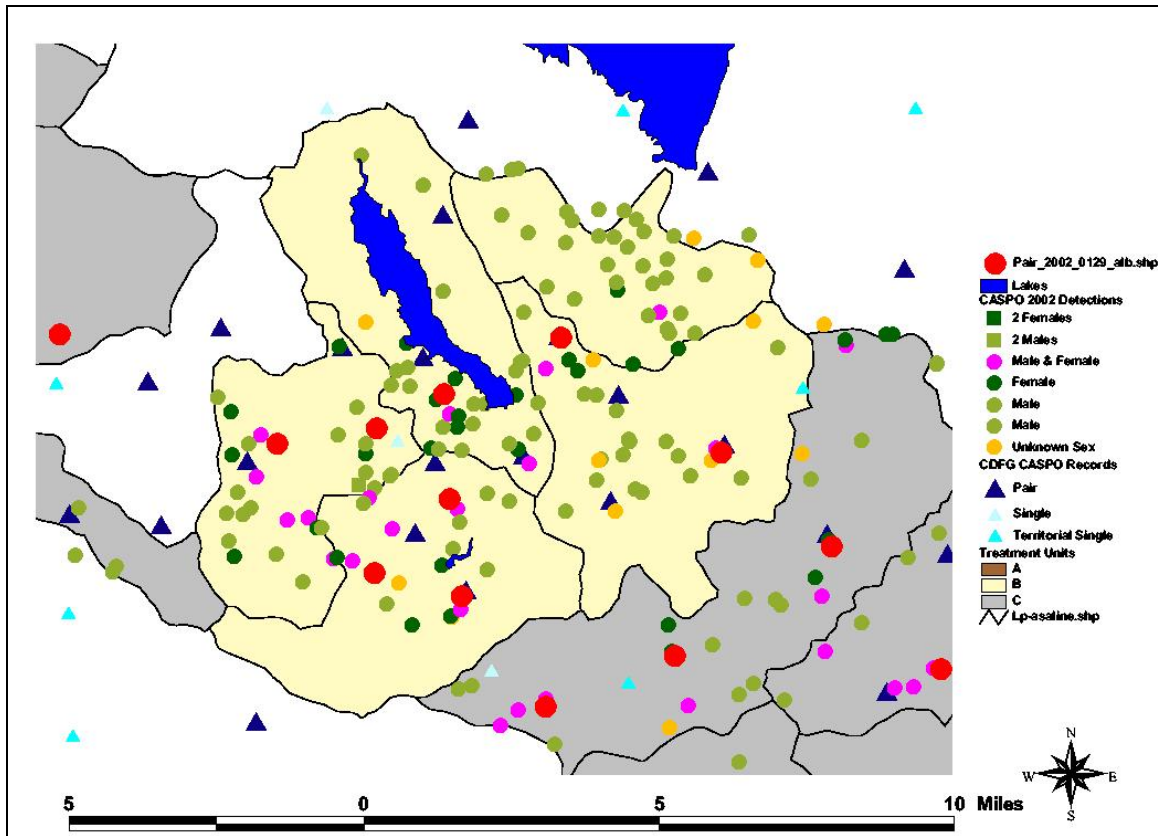 Pair_2002_0129_alb.shp
Lakes
CASPO 2002 Detections
2 Females
2 Males
Male & Female
Female
Male
Male
Unknown Sex
CDFG CASPO Records
Pair
Single
Territorial Single
Treatment Units
A
B
C
Lp-asaline.shp
N
W E
S
5 0 5 10 Miles